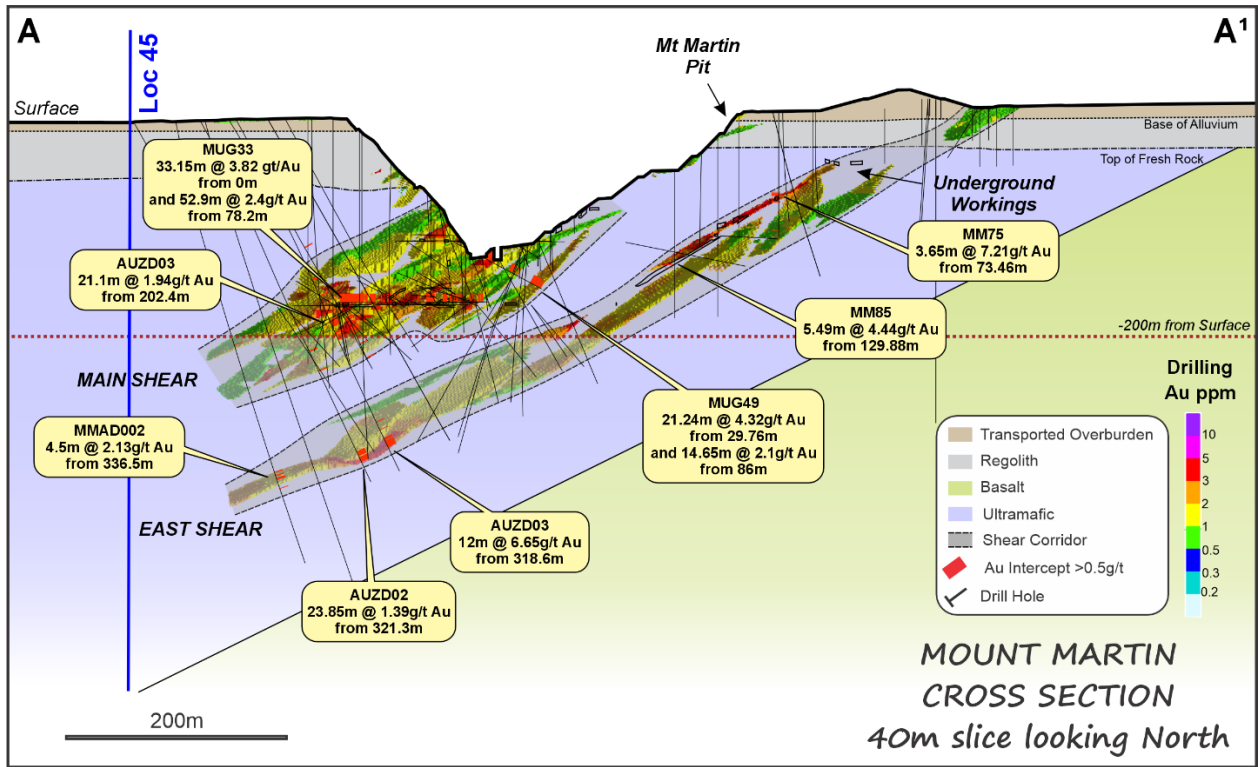 A
A¹
Loc 45
Surface
Mt Martin
Pit
Base of Alluvium
Top of Fresh Rock
MUG33
33.15m @ 3.82 gt/Au
from 0m
and 52.9m @ 2.4g/t Au
from 78.2m
Underground
Workings
MM75
3.65m @ 7.21g/t Au
from 73.46m
AUZD03
21.1m @ 1.94g/t Au
from 202.4m
MM85
5.49m @ 4.44g/t Au
from 129.88m
-200m from Surface
MAIN SHEAR
MUG49
21.24m @ 4.32g/t Au
from 29.76m
and 14.65m @ 2.1g/t Au
from 86m
MMAD002
4.5m @ 2.13g/t Au
from 336.5m
EAST SHEAR
AUZD03
12m @ 6.65g/t Au
from 318.6m
AUZD02
23.85m @ 1.39g/t Au
from 321.3m
Transported Overburden
Regolith
Basalt
Ultramafic
Shear Corridor
Au Intercept >0.5g/t
Drill Hole
Drilling
Au ppm
10
5
3
2
1
0.5
0.3
0.2
200m
MOUNT MARTIN
CROSS SECTION
40m slice looking North